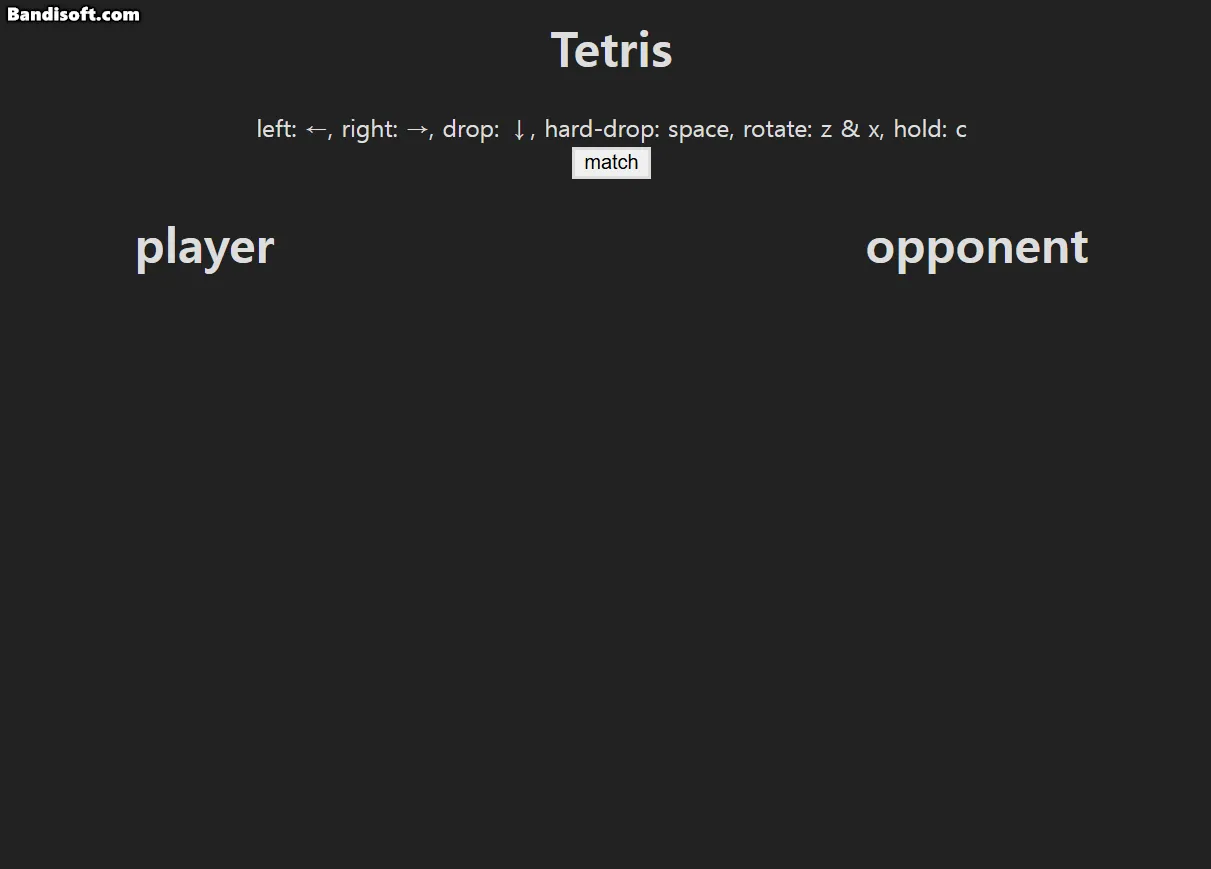 Bandisoft.com
Tetris
left: ←, right: →, drop: ↓, hard-drop: space, rotate: z & x, hold: c
match
player
opponent